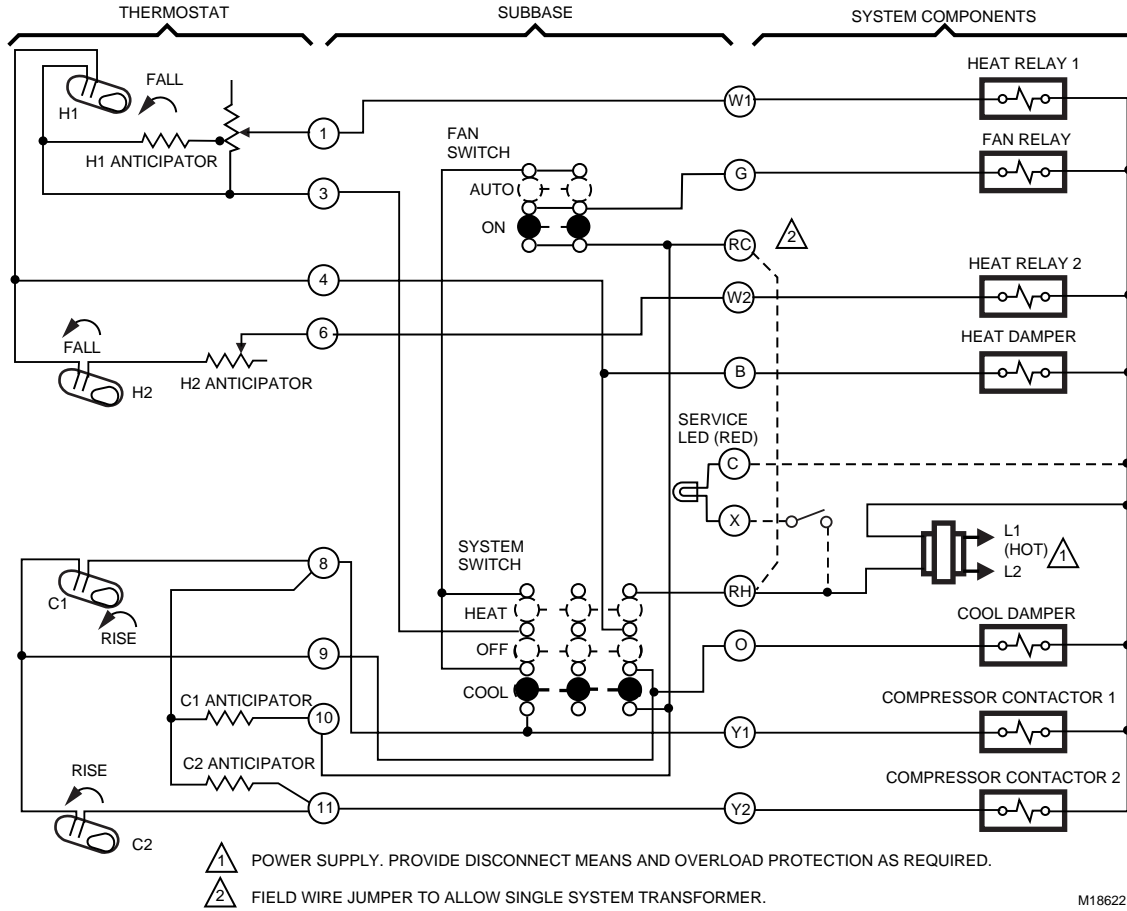 THERMOSTAT
SUBBASE
SYSTEM COMPONENTS
HEAT RELAY 1
FALL
H1
W1
1
FAN
SWITCH
FAN RELAY
H1 ANTICIPATOR
AUTO
G
3
ON
RC
2
4
HEAT RELAY 2
W2
FALL
6
HEAT DAMPER
H2 ANTICIPATOR
B
H2
SERVICE
LED (RED)
C
X
L1
(HOT)
1
L2
SYSTEM
SWITCH
8
C1
RISE
HEAT
RH
COOL DAMPER
OFF
O
9
COOL
C1 ANTICIPATOR
10
COMPRESSOR CONTACTOR 1
Y1
C2 ANTICIPATOR
RISE
COMPRESSOR CONTACTOR 2
11
Y2
C2
1 POWER SUPPLY. PROVIDE DISCONNECT MEANS AND OVERLOAD PROTECTION AS REQUIRED.
2 FIELD WIRE JUMPER TO ALLOW SINGLE SYSTEM TRANSFORMER.
M18622